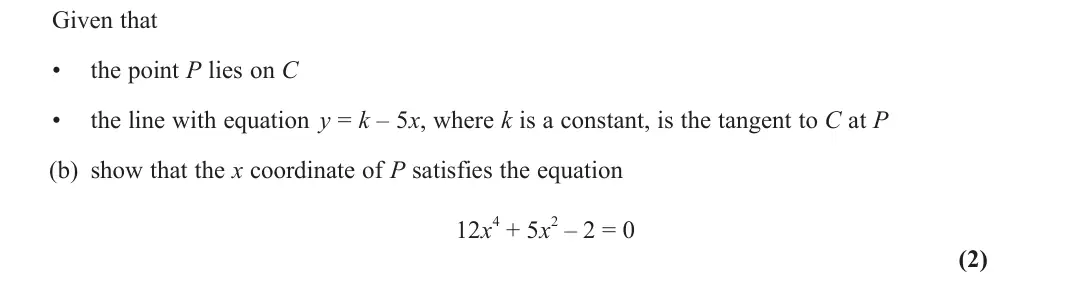 Given that
• the point P lies on C
• the line with equation y = k – 5x, where k is a constant, is the tangent to C at P
(b) show that the x coordinate of P satisfies the equation
12x⁴ + 5x² – 2 = 0
(2)